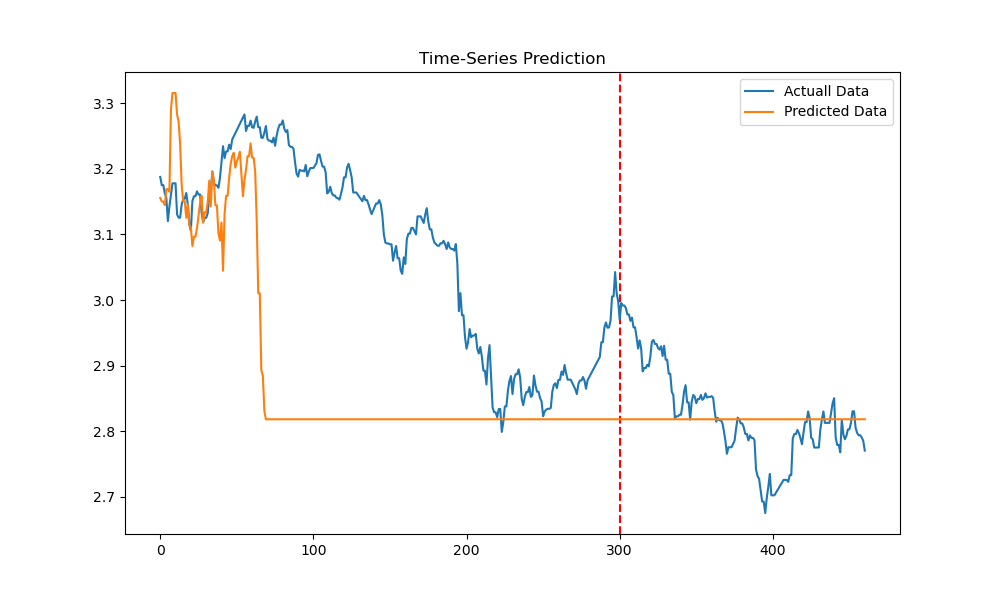 Time-Series Prediction
Actuall Data
Predicted Data
3.3
3.2
3.1
3.0
2.9
2.8
2.7
0 100 200 300 400